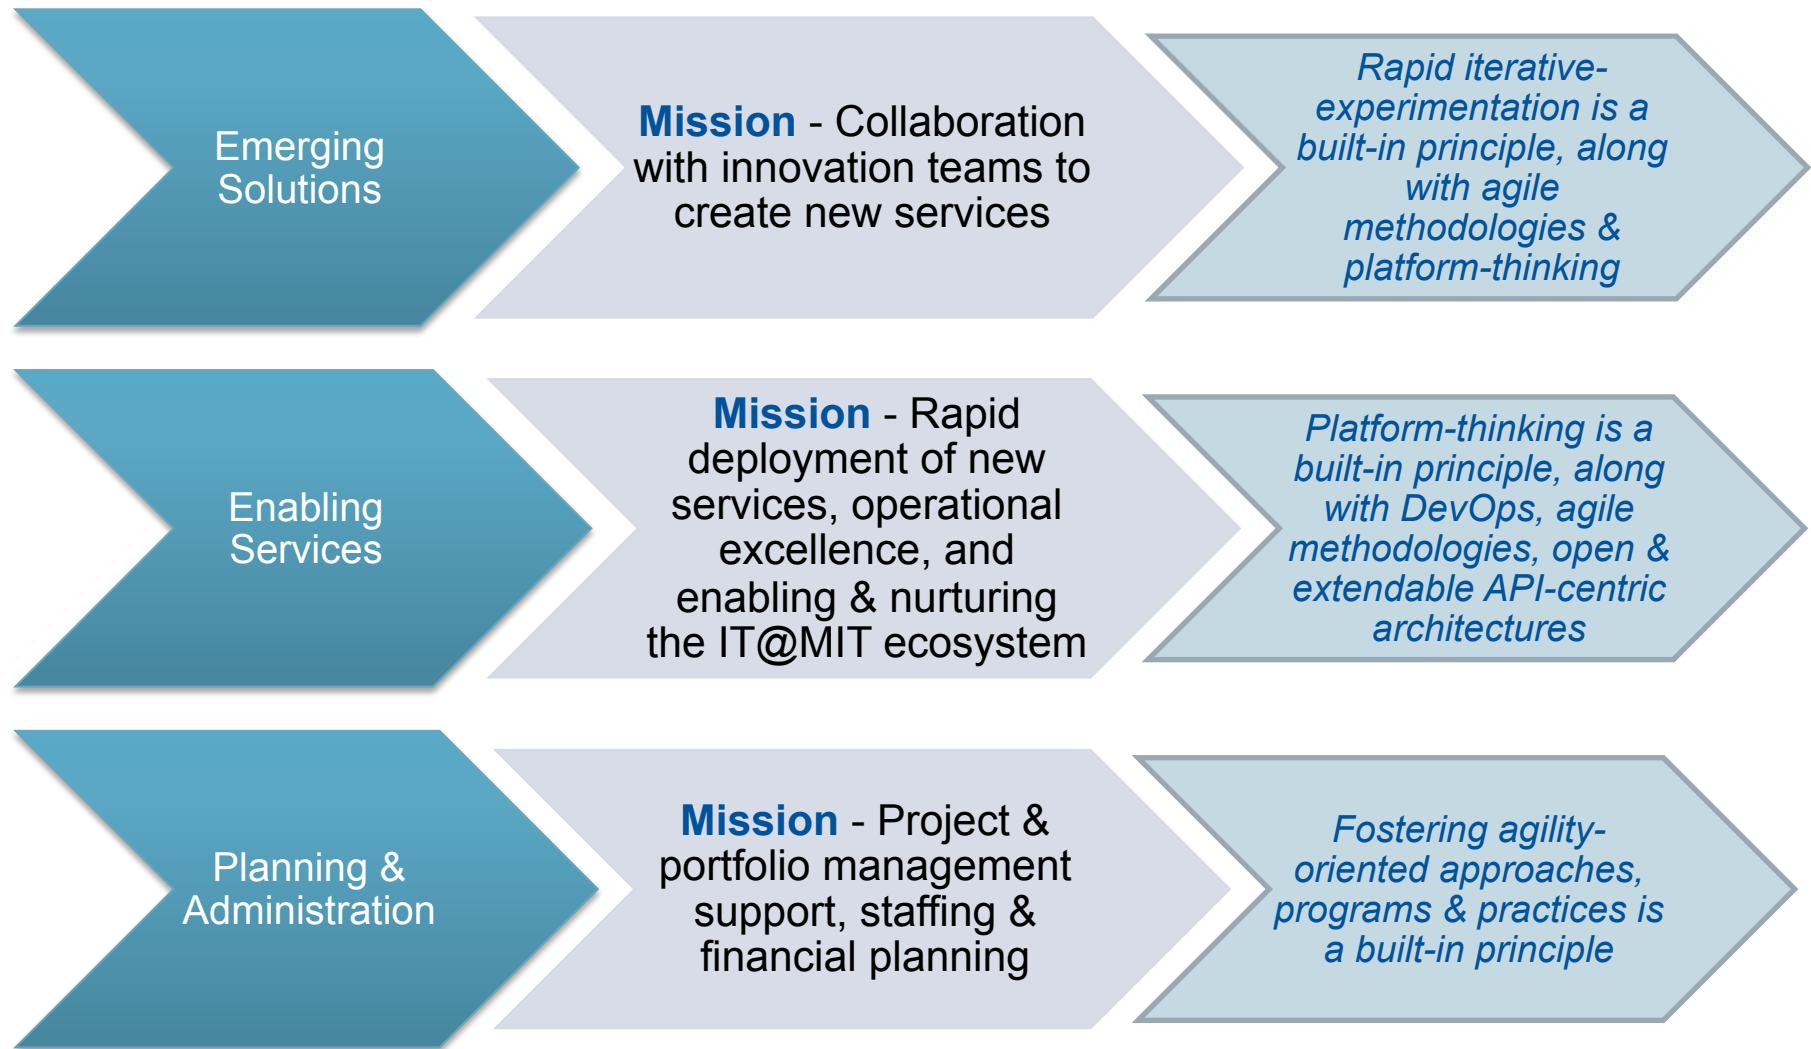 Emerging
Solutions
Mission - Collaboration
with innovation teams to
create new services
Rapid iterative-
experimentation is a
built-in principle, along
with agile
methodologies &
platform-thinking
Enabling
Services
Mission - Rapid
deployment of new
services, operational
excellence, and
enabling & nurturing
the IT@MIT ecosystem
Platform-thinking is a
built-in principle, along
with DevOps, agile
methodologies, open &
extendable API-centric
architectures
Planning &
Administration
Mission - Project &
portfolio management
support, staffing &
financial planning
Fostering agility-
oriented approaches,
programs & practices is
a built-in principle